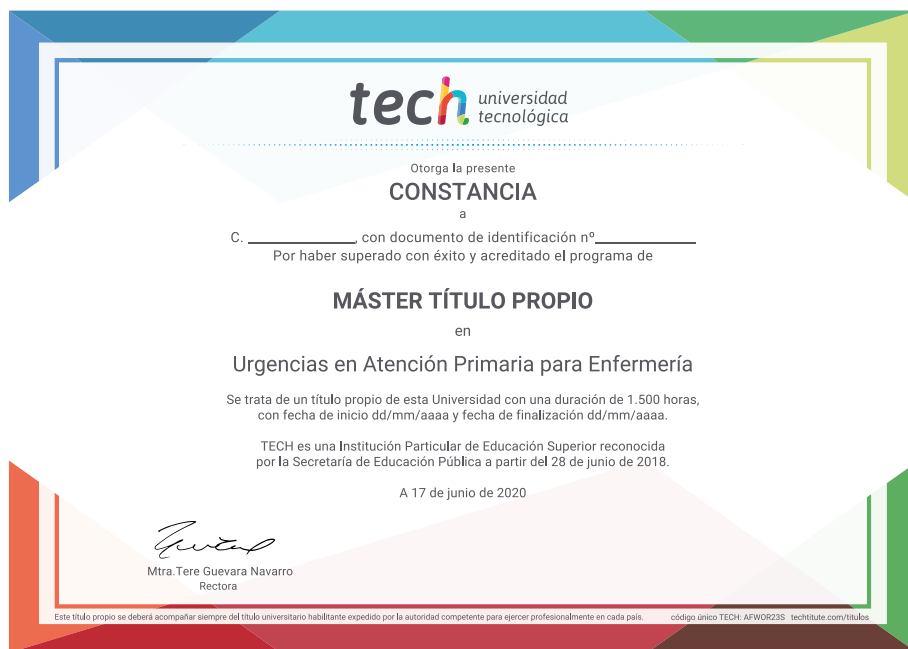 tech universidad
tecnológica
Otorga la presente
CONSTANCIA
a
C. ____________, con documento de identificación nº____________
Por haber superado con éxito y acreditado el programa de
MÁSTER TÍTULO PROPIO
en
Urgencias en Atención Primaria para Enfermería
Se trata de un título propio de esta Universidad con una duración de 1.500 horas,
con fecha de inicio dd/mm/aaaa y fecha de finalización dd/mm/aaaa.
TECH es una Institución Particular de Educación Superior reconocida
por la Secretaría de Educación Pública a partir del 28 de junio de 2018.
A 17 de junio de 2020
Mtra.Tere Guevara Navarro
Rectora
Este título propio se deberá acompañar siempre del título universitario habilitante expedido por la autoridad competente para ejercer profesionalmente en cada país. código único TECH: AFWOR23S techtitute.com/titulos